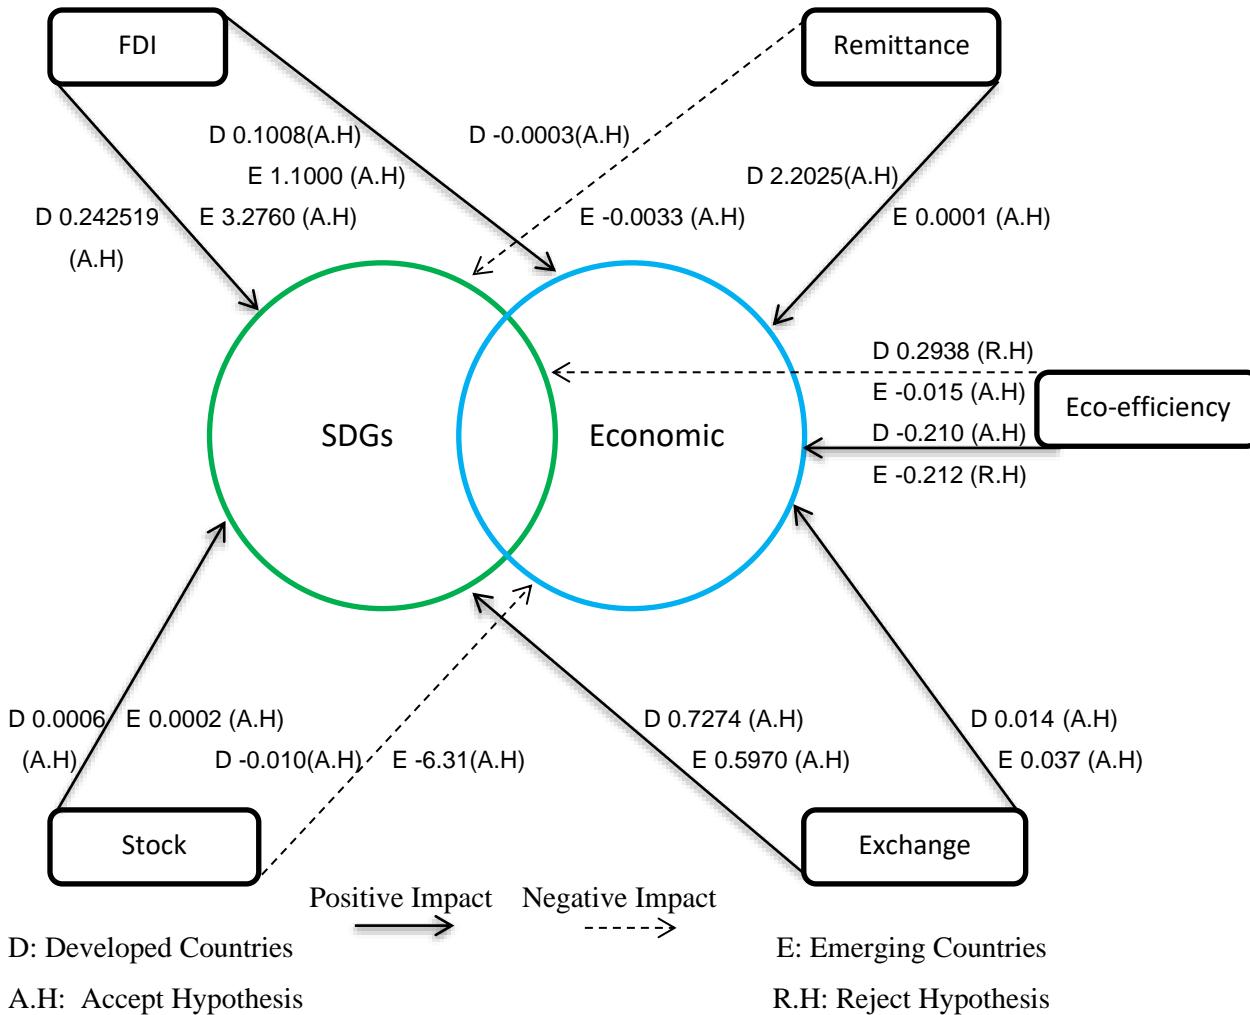 FDI
Remittance
D 0.1008(A.H)
D -0.0003(A.H)
E 1.1000 (A.H)
D 2.2025(A.H)
D 0.242519
(A.H)
E 3.2760 (A.H)
E -0.0033 (A.H)
E 0.0001 (A.H)
D 0.2938 (R.H)
E -0.015 (A.H)
D -0.210 (A.H)
E -0.212 (R.H)
Eco-efficiency
SDGs
Economic
D 0.0006
(A.H)
E 0.0002 (A.H)
D -0.010(A.H)
E -6.31(A.H)
D 0.7274 (A.H)
E 0.5970 (A.H)
D 0.014 (A.H)
E 0.037 (A.H)
Stock
Exchange
Positive Impact
Negative Impact
D: Developed Countries
E: Emerging Countries
A.H: Accept Hypothesis
R.H: Reject Hypothesis